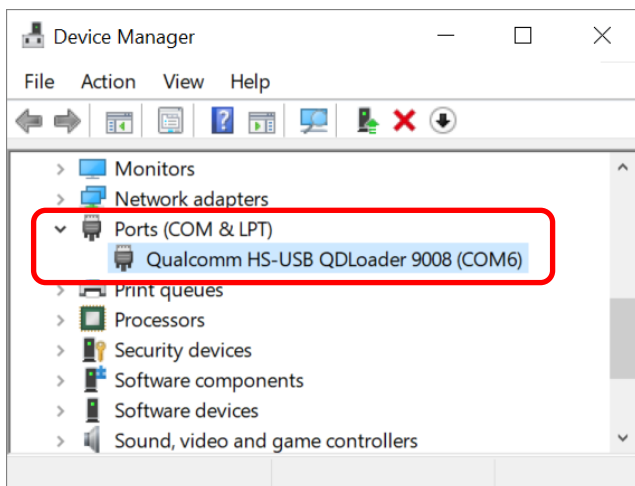 Device Manager
File Action View Help
Monitors
Network adapters
Ports (COM & LPT)
Qualcomm HS-USB QDLoader 9008 (COM6)
Print queues
Processors
Security devices
Software components
Software devices
Sound, video and game controllers